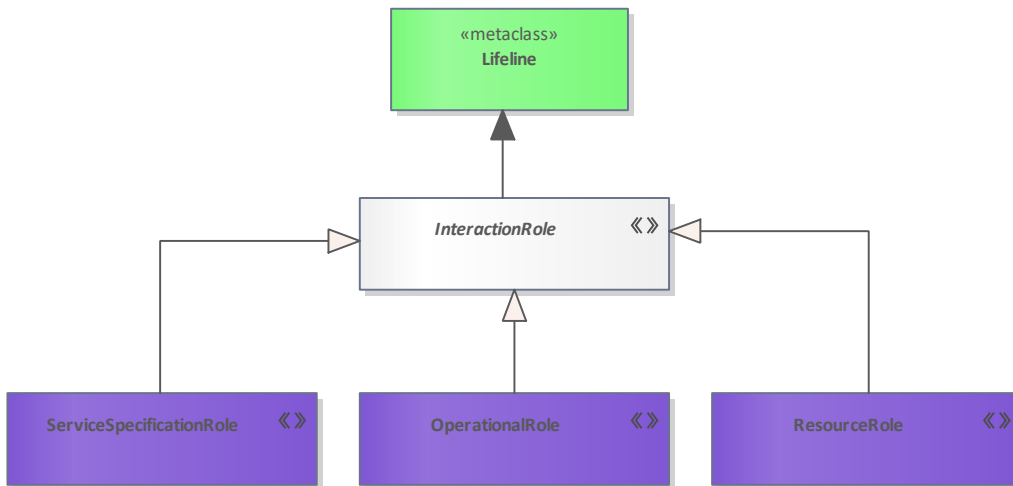 «metaclass»
Lifeline
InteractionRole «»
ServiceSpecificationRole «»
OperationalRole «»
ResourceRole «»